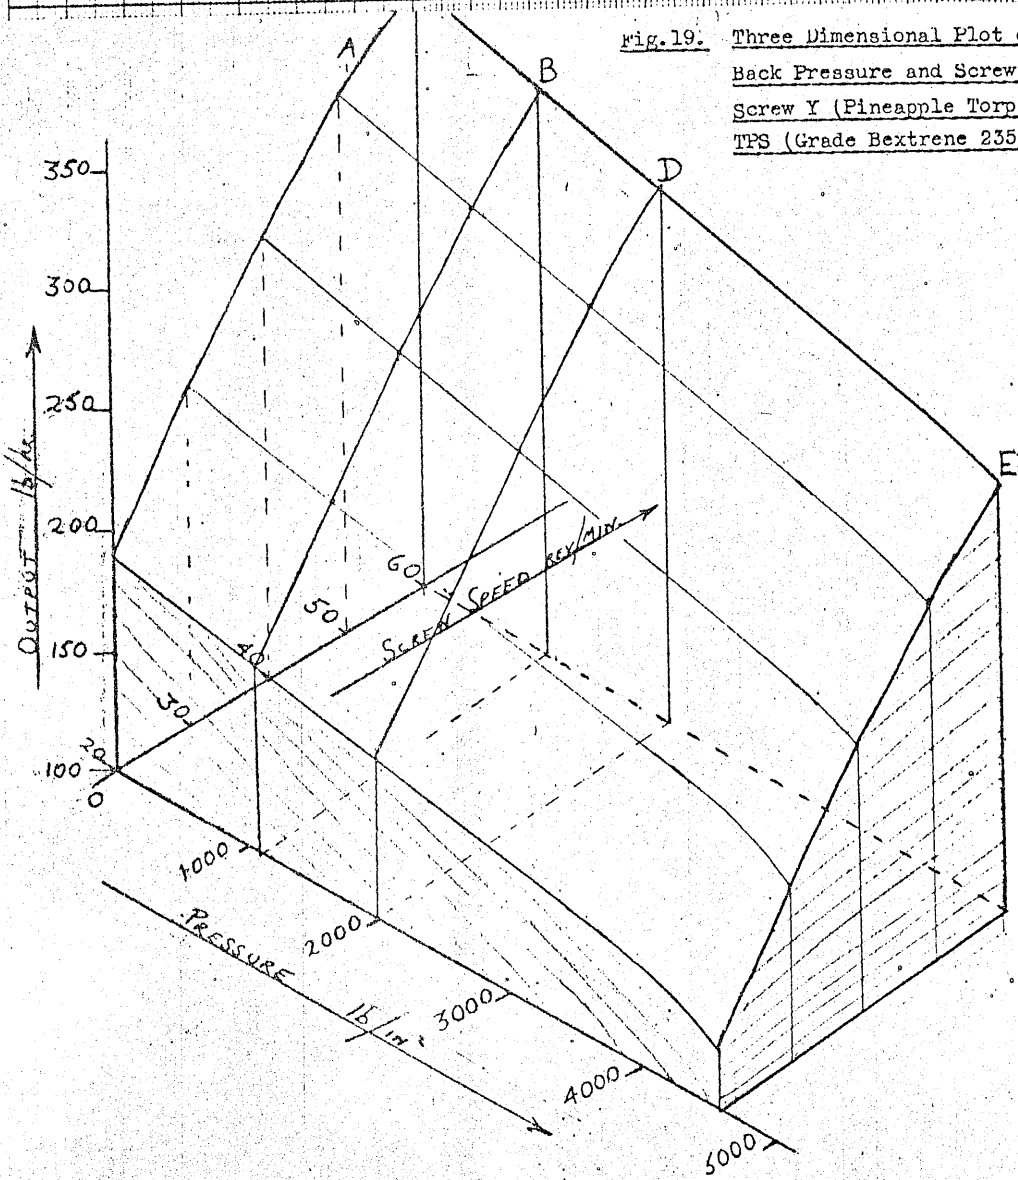 Fig.19. Three Dimensional Plot
Back Pressure and Screw
Screw Y (Pineapple Torp
TPS (Grade Bextrene 235
A
B
D
E
350
300
250
200
150
100
OUTPUT lb/hr
20
30
40
50
60
SCREW SPEED REV/MIN.
0
1000
2000
3000
4000
5000
PRESSURE lb/in²